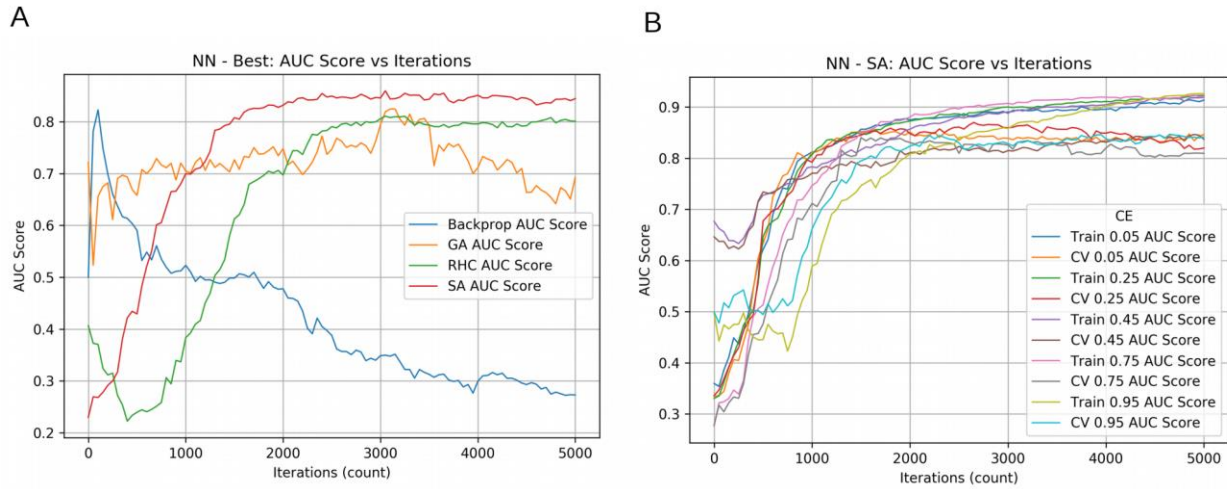 A
NN - Best: AUC Score vs Iterations
AUC Score
0.8
0.7
0.6
0.5
0.4
0.3
0.2
Backprop AUC Score
GA AUC Score
RHC AUC Score
SA AUC Score
0 1000 2000 3000 4000 5000
Iterations (count)
B
NN - SA: AUC Score vs Iterations
AUC Score
0.9
0.8
0.7
0.6
0.5
0.4
0.3
CE
Train 0.05 AUC Score
CV 0.05 AUC Score
Train 0.25 AUC Score
CV 0.25 AUC Score
Train 0.45 AUC Score
CV 0.45 AUC Score
Train 0.75 AUC Score
CV 0.75 AUC Score
Train 0.95 AUC Score
CV 0.95 AUC Score
0 1000 2000 3000 4000 5000
Iterations (count)